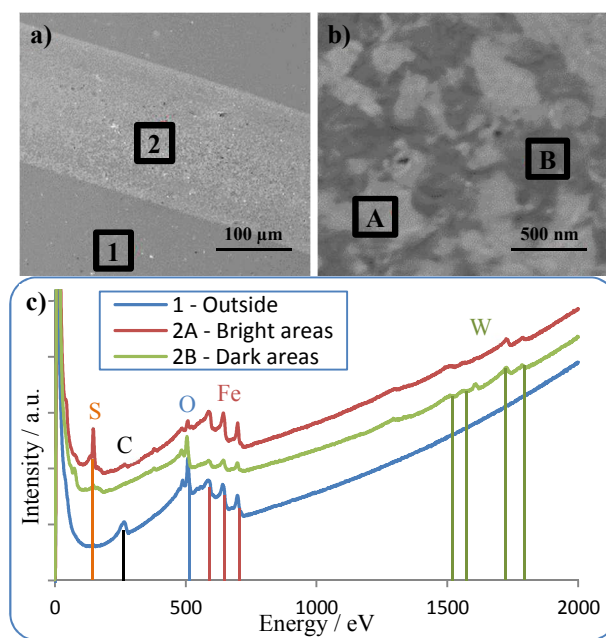 a)
2
1
100 µm
b)
B
A
500 nm
c)
1 - Outside
2A - Bright areas
2B - Dark areas
W
S
C
O
Fe
Intensity / a.u.
0
500
1000
1500
2000
Energy / eV